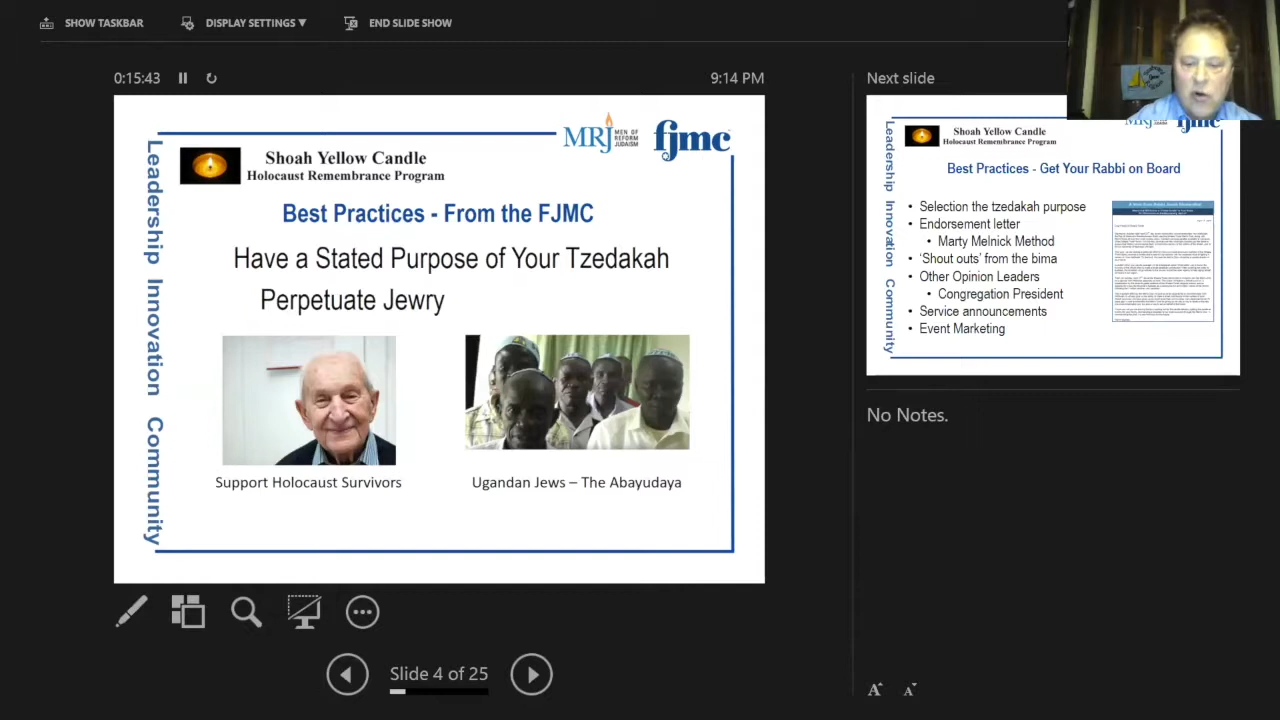 SHOW TASKBAR
DISPLAY SETTINGS ▼
END SLIDE SHOW
0:15:43
9:14 PM
MRJ MEN OF REFORM JUDAISM
fjmc
Shoah Yellow Candle
Holocaust Remembrance Program
Best Practices - From the FJMC
Have a Stated Purpose of Your Tzedakah
Perpetuate Jewry
Leadership Innovation Community
Support Holocaust Survivors
Ugandan Jews – The Abayudaya
Slide 4 of 25
Next slide
MRJ
fjmc
Shoah Yellow Candle
Holocaust Remembrance Program
Best Practices - Get Your Rabbi on Board
Leadership Innovation Community
• Selection the tzedakah purpose
• Endorsement letter
• Marty Melnick Method
• 'Shout outs' from the bima
• Other Opinion Leaders
• Congregation President
• Service announcements
• Event Marketing
No Notes.
A A